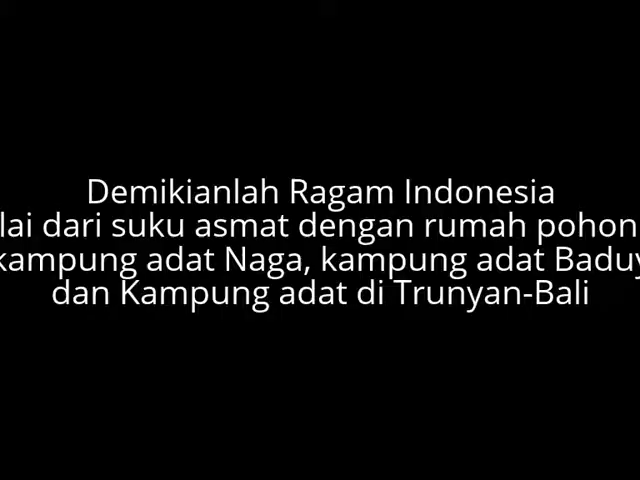 Demikianlah Ragam Indonesia
lai dari suku asmat dengan rumah pohon
kampung adat Naga, kampung adat Baduy
dan Kampung adat di Trunyan-Bali